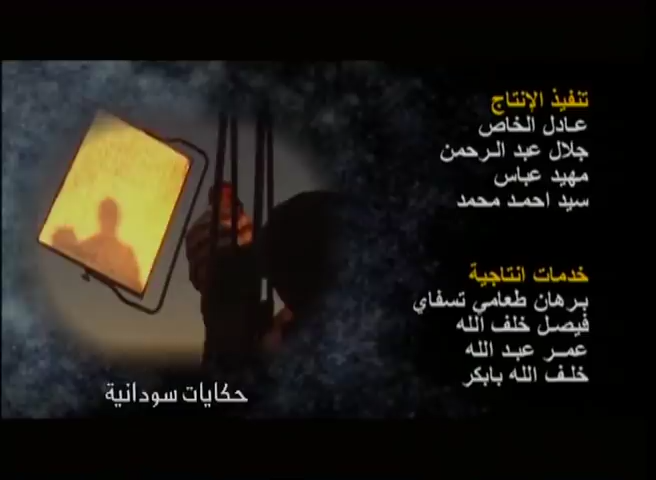 تنفيذ الإنتاج
عادل الخاص
جلال عبد الرحمن
مهيد عباس
سيد احمد محمد
خدمات انتاجية
برهان طعامي تسفاي
فيصل خلف الله
عمر عبد الله
خلف الله بابكر
حكايات سودانية